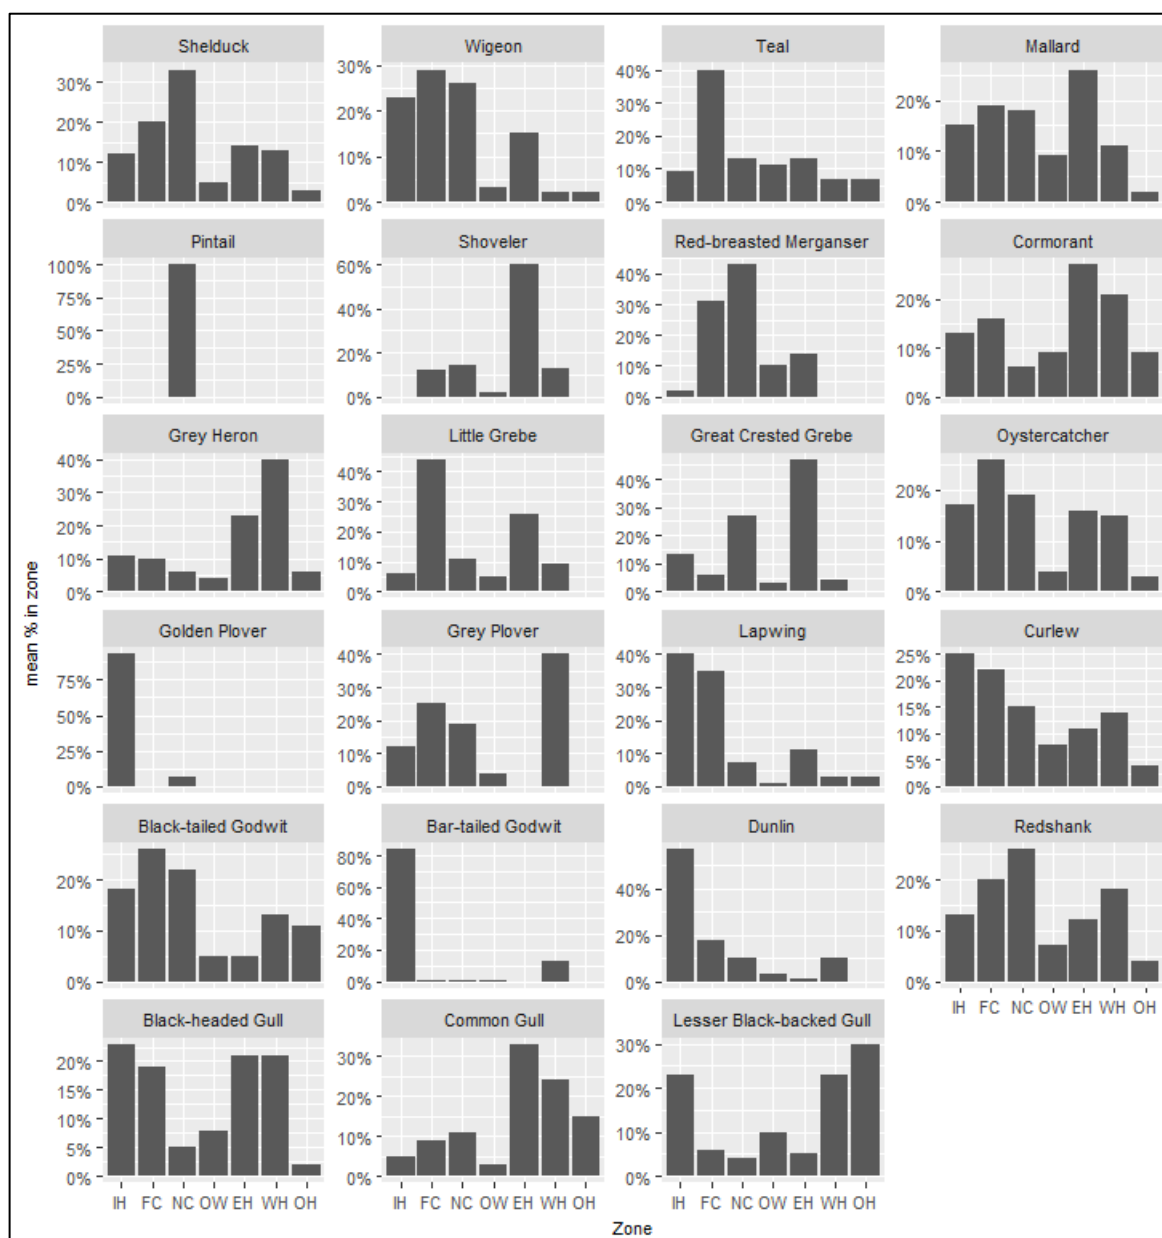 Shelduck Wigeon Teal Mallard
30% 20% 10% 0%
30% 20% 10% 0%
40% 30% 20% 10% 0%
20% 10% 0%
Pintail Shoveler Red-breasted Merganser Cormorant
100% 75% 50% 25% 0%
60% 40% 20% 0%
40% 30% 20% 10% 0%
20% 10% 0%
Grey Heron Little Grebe Great Crested Grebe Oystercatcher
40% 30% 20% 10% 0%
40% 30% 20% 10% 0%
40% 30% 20% 10% 0%
20% 10% 0%
mean % in zone
Golden Plover Grey Plover Lapwing Curlew
75% 50% 25% 0%
40% 30% 20% 10% 0%
40% 30% 20% 10% 0%
25% 20% 15% 10% 5% 0%
Black-tailed Godwit Bar-tailed Godwit Dunlin Redshank
20% 10% 0%
80% 60% 40% 20% 0%
40% 20% 0%
20% 10% 0%
IH FC NC OW EH WH OH
Black-headed Gull Common Gull Lesser Black-backed Gull
20% 15% 10% 5% 0%
30% 20% 10% 0%
30% 20% 10% 0%
IH FC NC OW EH WH OH IH FC NC OW EH WH OH IH FC NC OW EH WH OH
Zone